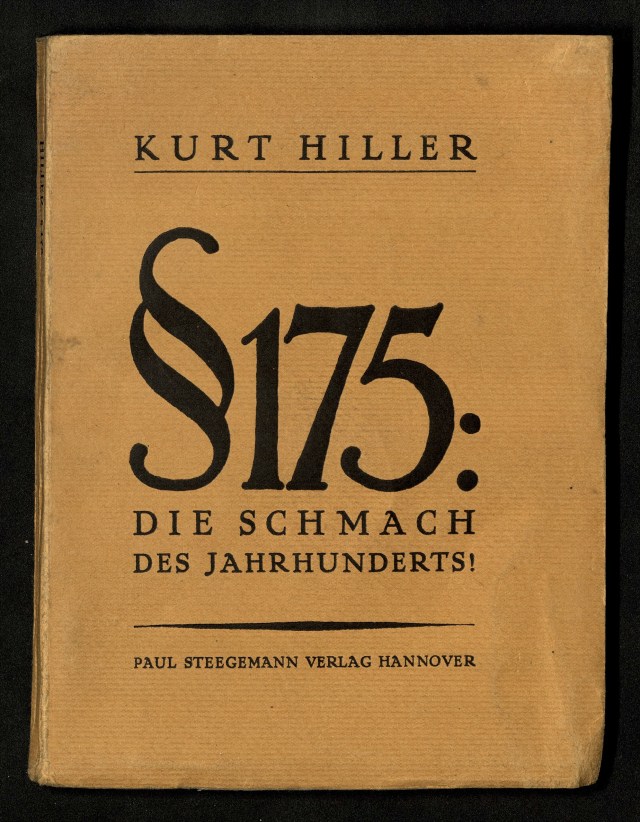 KURT HILLER
§175:
DIE SCHMACH
DES JAHRHUNDERTS!
PAUL STEEGEMANN VERLAG HANNOVER